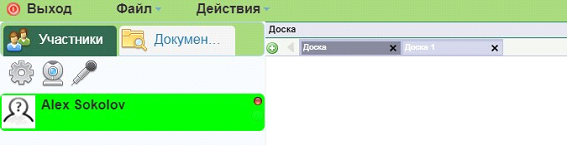 Выход Файл Действия
Участники Докумен...
Доска
Доска Доска 1
Alex Sokolov